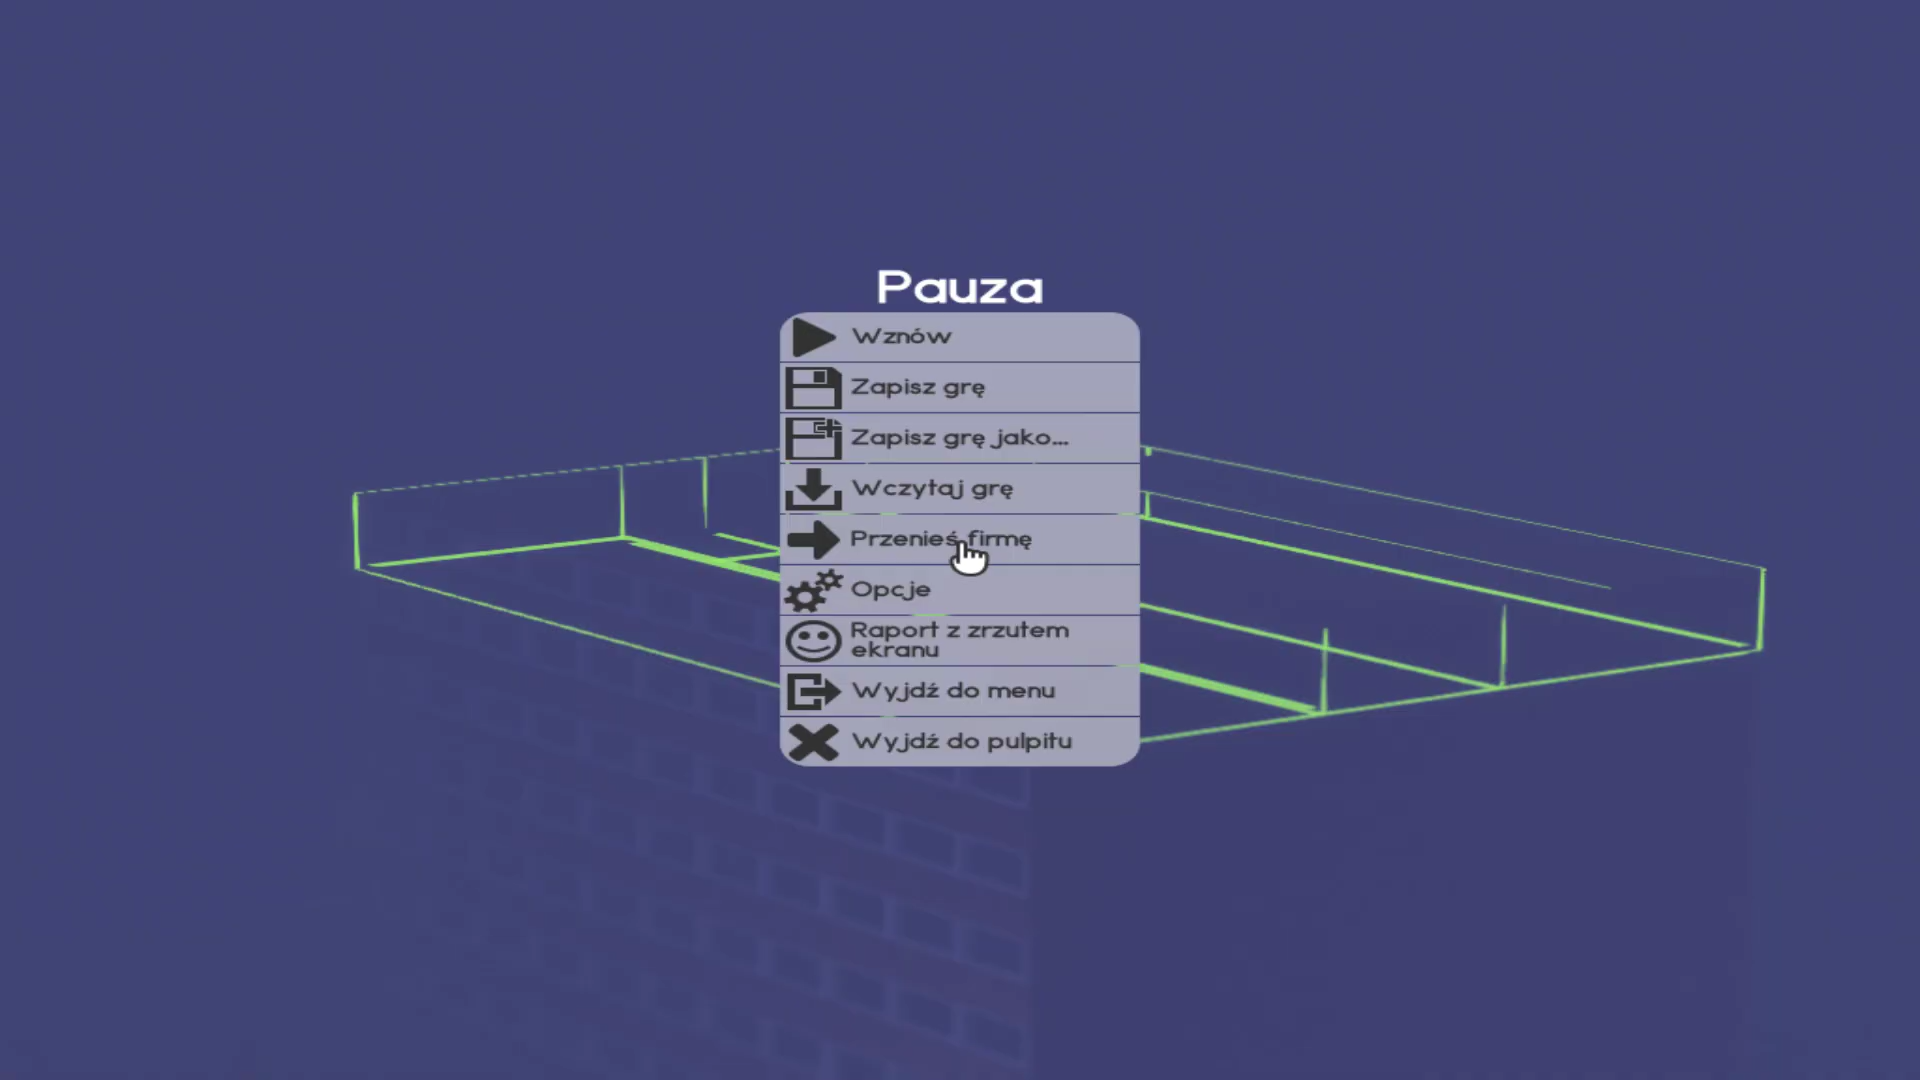 Pauza
Wznów
Zapisz grę
Zapisz grę jako...
Wczytaj grę
Przenieś firmę
Opcje
Raport z zrzutem
ekranu
Wyjdź do menu
Wyjdź do pulpitu